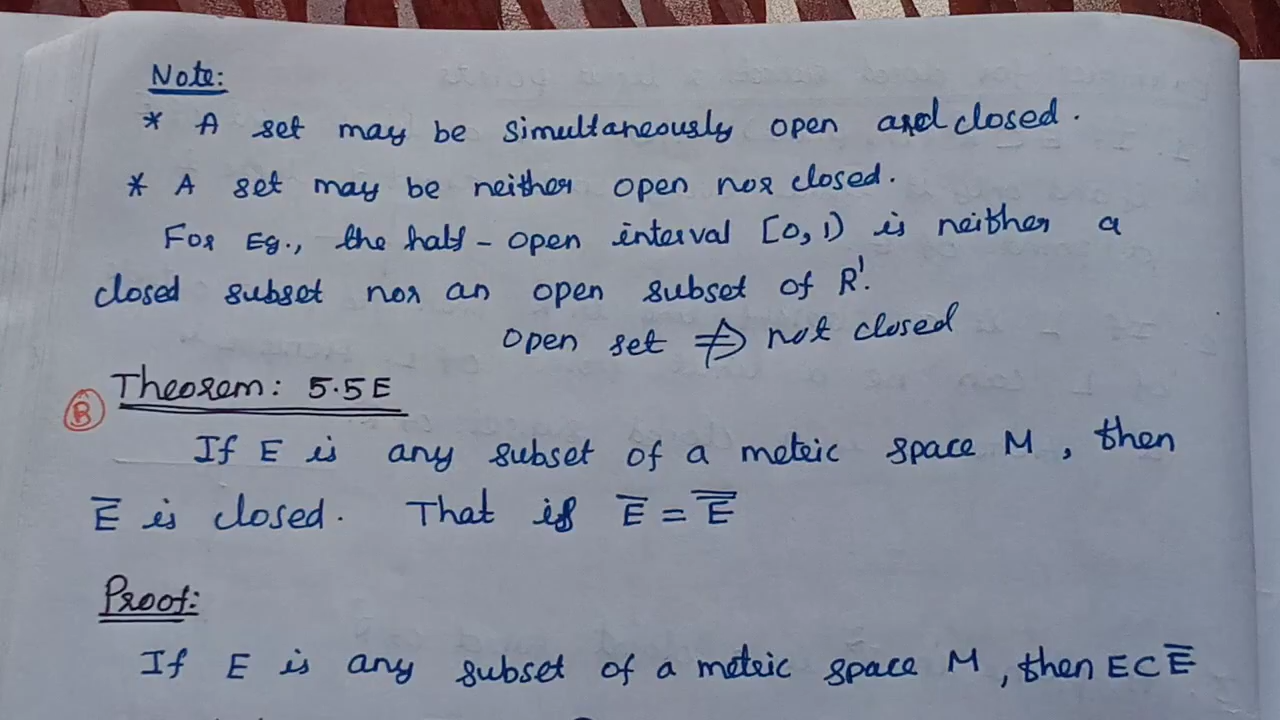 Note:
* A set may be simultaneously open and closed.
* A set may be neither open nor closed.
For Eg., the half-open interval [0,1) is neither a
closed subset nor an open subset of R¹.
Open set ⇏ not closed
Theorem: 5.5E
B
If E is any subset of a metric space M, then
E̅ is closed. That is E̅ = E̿
Proof:
If E is any subset of a metric space M, then E ⊂ E̅